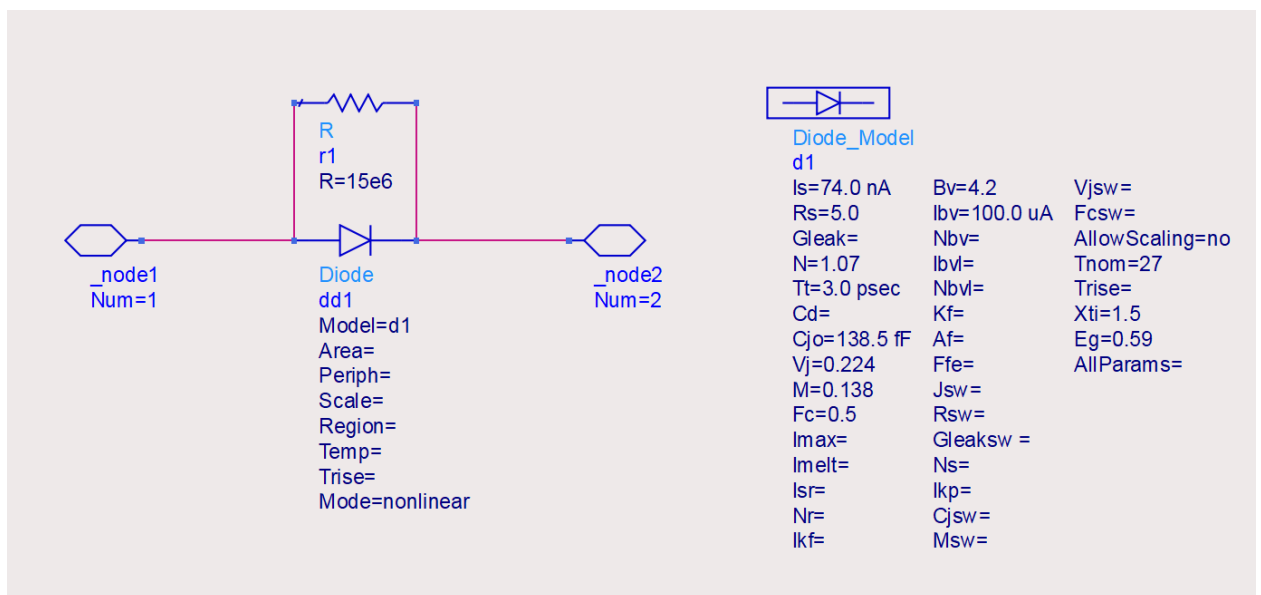 R
r1
R=15e6
_node1
Num=1
Diode
dd1
Model=d1
Area=
Periph=
Scale=
Region=
Temp=
Trise=
Mode=nonlinear
_node2
Num=2
Diode_Model
d1
Is=74.0 nA
Rs=5.0
Gleak=
N=1.07
Tt=3.0 psec
Cd=
Cjo=138.5 fF
Vj=0.224
M=0.138
Fc=0.5
Imax=
Imelt=
Isr=
Nr=
Ikf=
Bv=4.2
Ibv=100.0 uA
Nbv=
Ibvl=
Nbvl=
Kf=
Af=
Ffe=
Jsw=
Rsw=
Gleaksw =
Ns=
Ikp=
Cjsw=
Msw=
Vjsw=
Fcsw=
AllowScaling=no
Tnom=27
Trise=
Xti=1.5
Eg=0.59
AllParams=